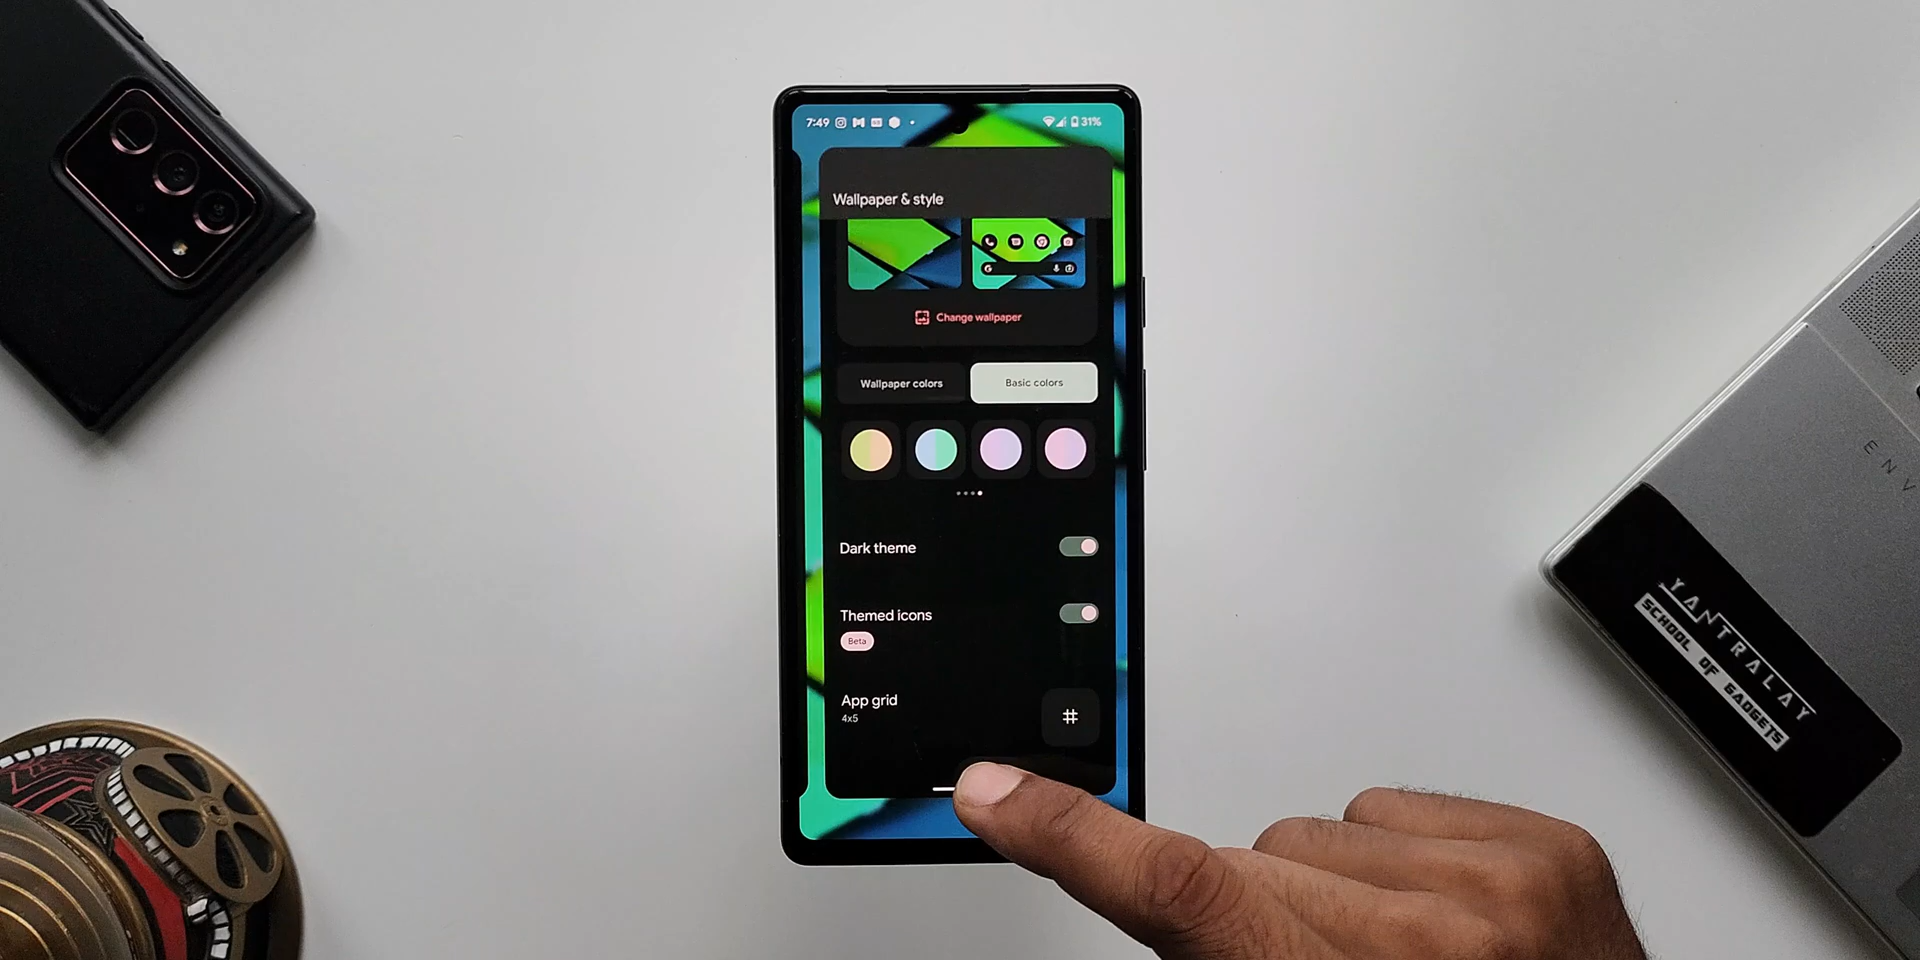 7:49
31%
Wallpaper & style
G
Change wallpaper
Wallpaper colors
Basic colors
Dark theme
Themed icons
Beta
App grid
4x5
ENV
YANTRALAY
SCHOOL OF GADGETS